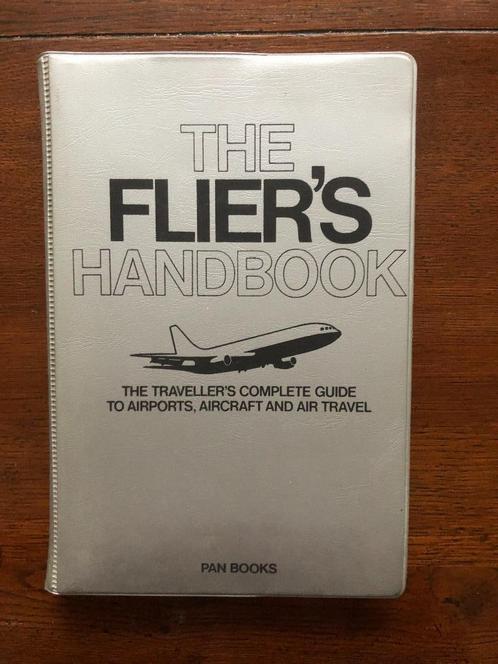 THE
FLIER'S
HANDBOOK
THE TRAVELLER'S COMPLETE GUIDE
TO AIRPORTS, AIRCRAFT AND AIR TRAVEL
PAN BOOKS